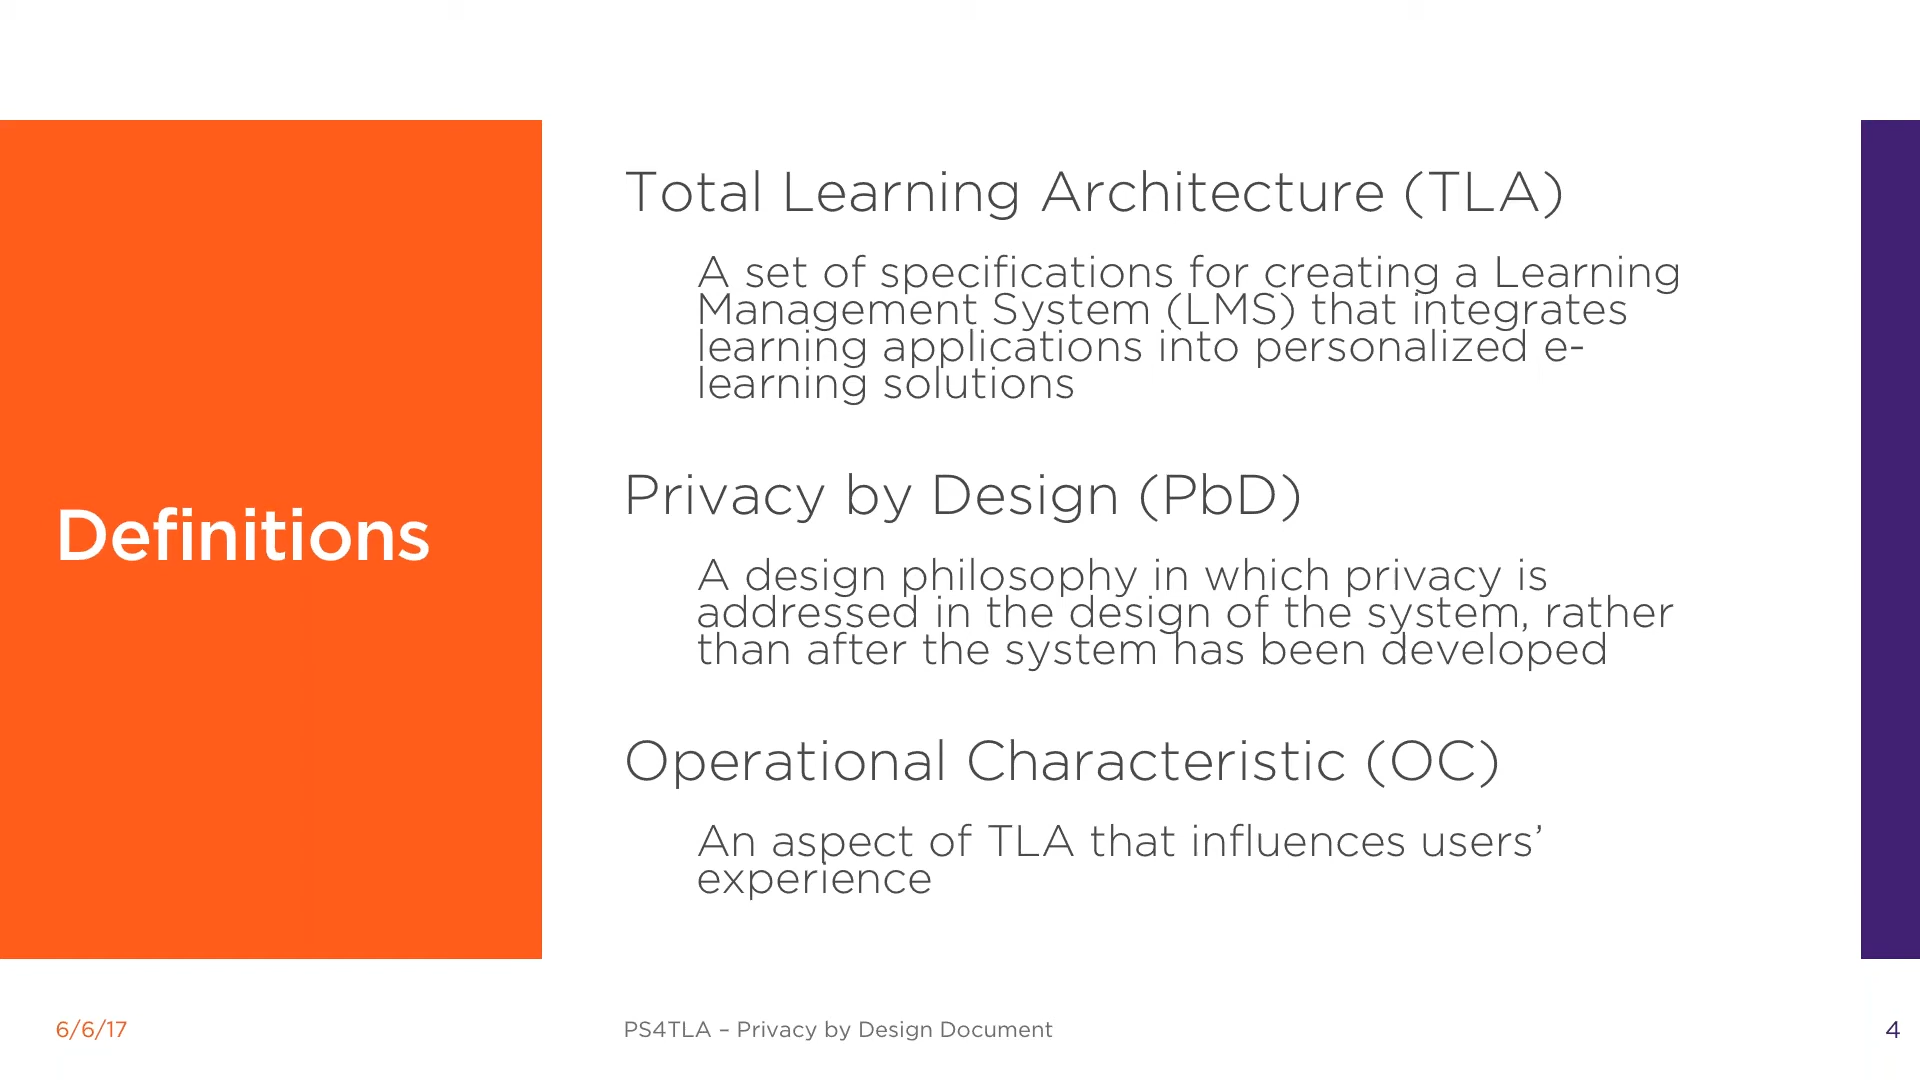 Definitions
Total Learning Architecture (TLA)
A set of specifications for creating a Learning
Management System (LMS) that integrates
learning applications into personalized e-
learning solutions
Privacy by Design (PbD)
A design philosophy in which privacy is
addressed in the design of the system, rather
than after the system has been developed
Operational Characteristic (OC)
An aspect of TLA that influences users’
experience
6/6/17
PS4TLA – Privacy by Design Document
4